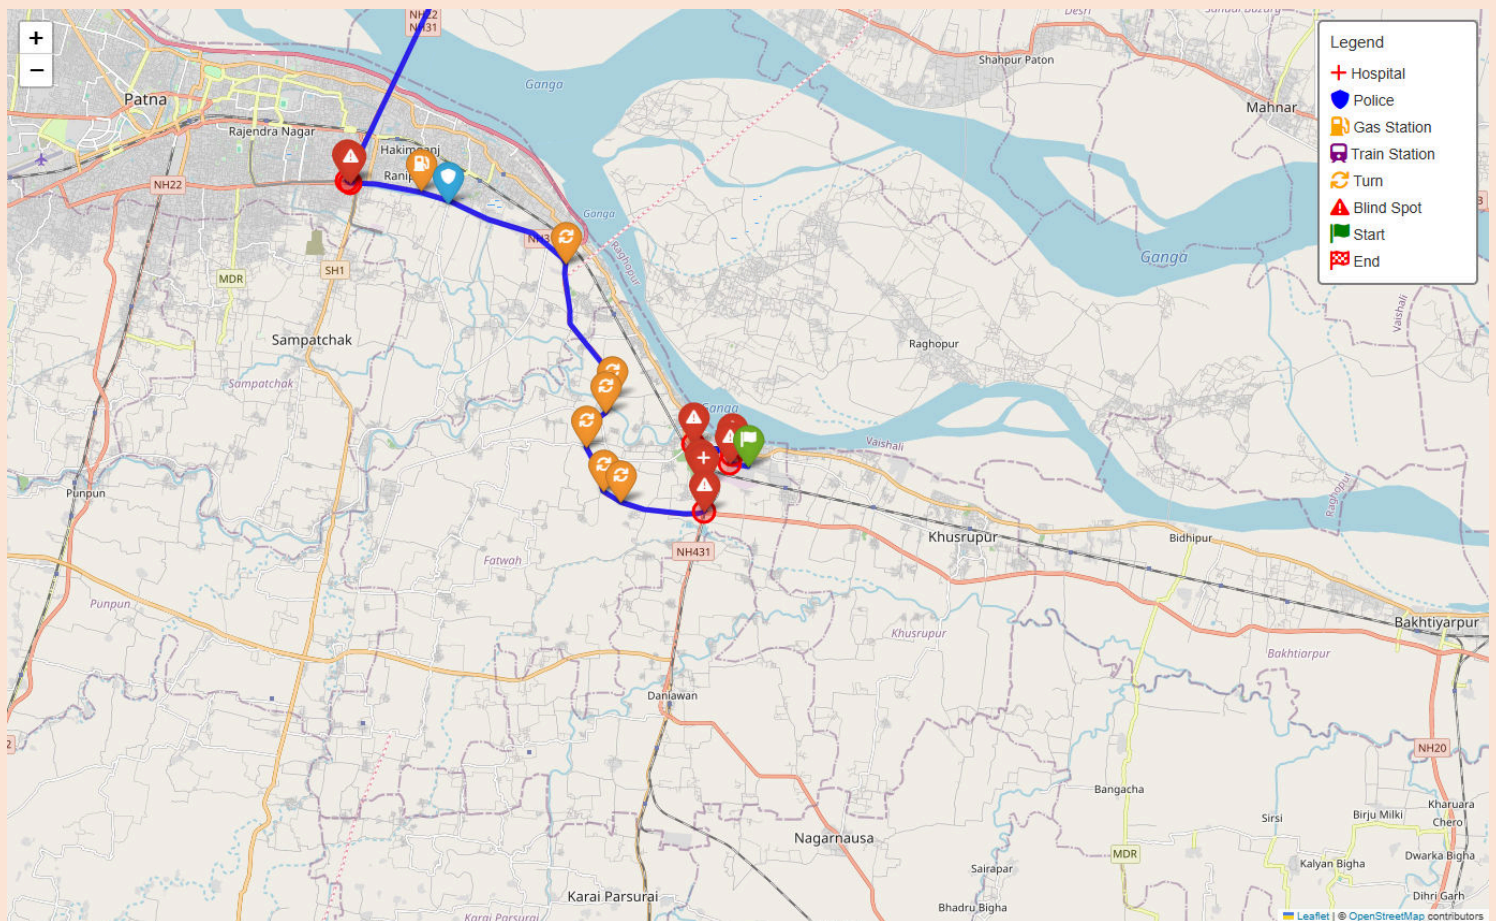 +
−
NH22
NH31
Patna
Rajendra Nagar
NH22
SH1
MDR
Sampatchak
Sampatchak
Punpun
Punpun
Ganga
Ganga
Raghopur
Ganga
Fatwah
NH431
Daniawan
Karai Parsurai
Karai Parsurai
Nagarnausa
Shahpur Paton
Mahnar
Ganga
Raghopur
Vaishali
Vaishali
Raghopur
Khusrupur
Khusrupur
Bidhipur
Bakhtiyarpur
Bakhtiarpur
NH20
Bangacha
MDR
Sirsi
Birju Milki
Kharuara
Chero
Kalyan Bigha
Dwarka Bigha
Dihri Garh
Sairapar
Bhadru Bigha
Legend
Hospital
Police
Gas Station
Train Station
Turn
Blind Spot
Start
End
Leaflet | © OpenStreetMap contributors